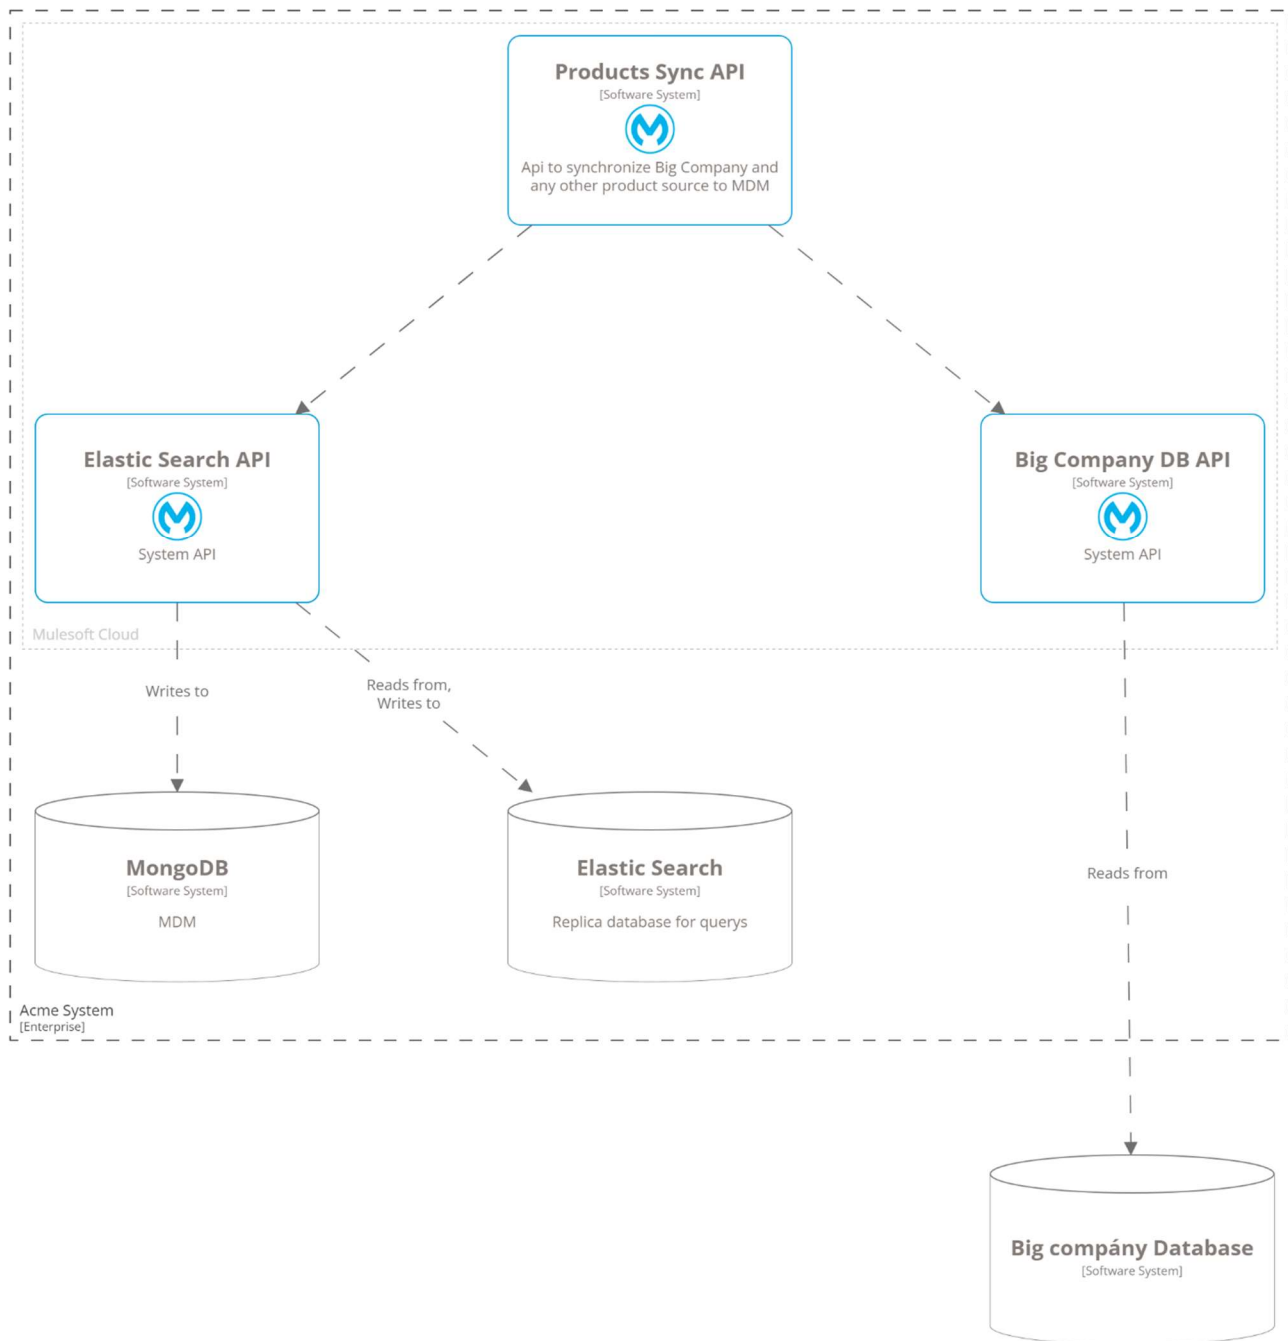 Products Sync API
[Software System]
Api to synchronize Big Company and
any other product source to MDM
Elastic Search API
[Software System]
System API
Big Company DB API
[Software System]
System API
Mulesoft Cloud
Writes to
Reads from,
Writes to
MongoDB
[Software System]
MDM
Elastic Search
[Software System]
Replica database for querys
Reads from
Acme System
[Enterprise]
Big compány Database
[Software System]